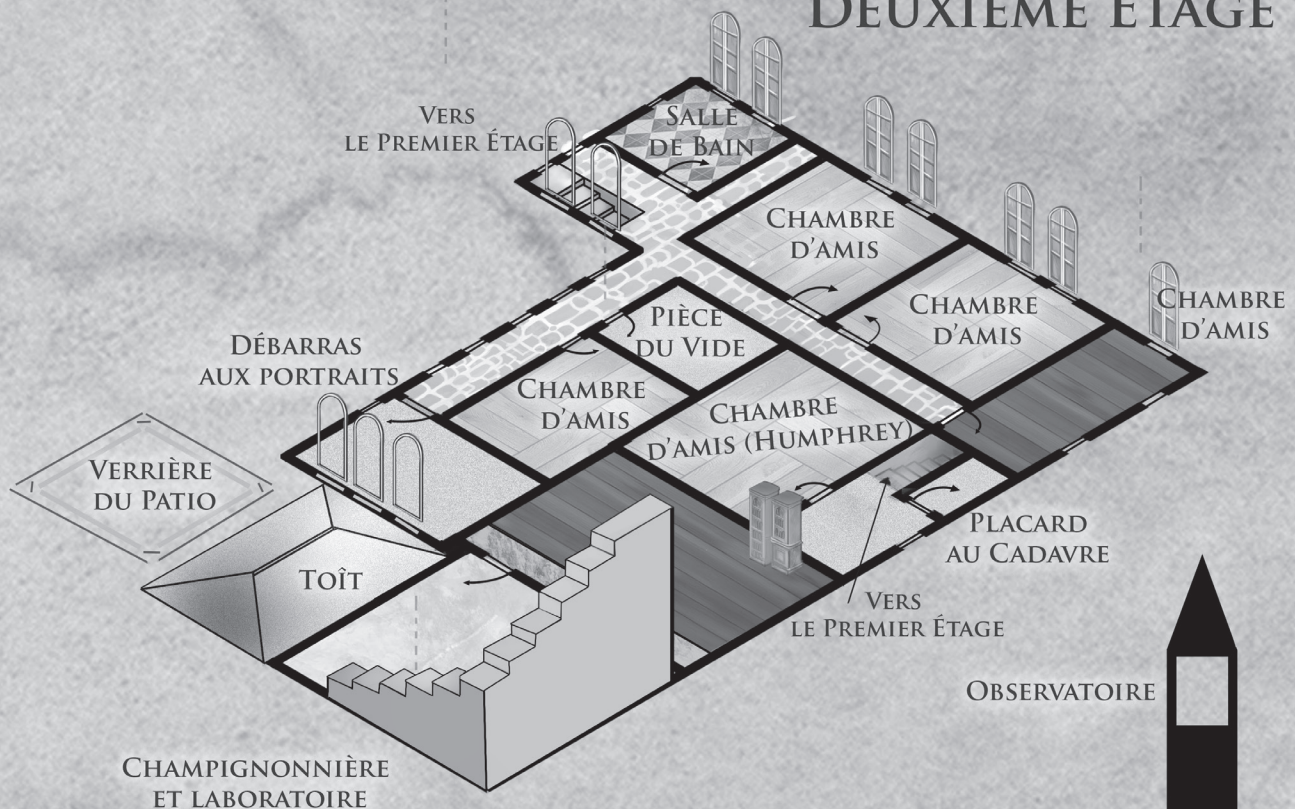 DEUXIÈME ÉTAGE
VERS
LE PREMIER ÉTAGE
SALLE
DE BAIN
CHAMBRE
D'AMIS
CHAMBRE
D'AMIS
CHAMBRE
D'AMIS
PIÈCE
DU VIDE
DÉBARRAS
AUX PORTRAITS
CHAMBRE
D'AMIS
CHAMBRE
D'AMIS (HUMPHREY)
VERRIÈRE
DU PATIO
PLACARD
AU CADAVRE
TOÎT
VERS
LE PREMIER ÉTAGE
OBSERVATOIRE
CHAMPIGNONNIÈRE
ET LABORATOIRE